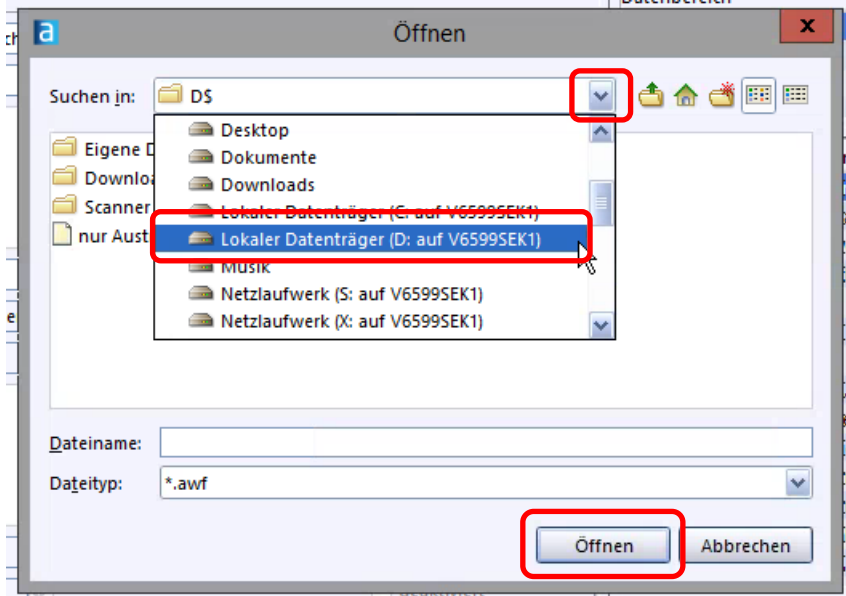 Datenbereich
a
Öffnen
x
Suchen in:
D$
Desktop
Dokumente
Downloads
Lokaler Datenträger (C: auf V6599SEK1)
Lokaler Datenträger (D: auf V6599SEK1)
Musik
Netzlaufwerk (S: auf V6599SEK1)
Netzlaufwerk (X: auf V6599SEK1)
Eigene D
Downloa
Scanner
nur Aust
Dateiname:
Dateityp:
*.awf
Öffnen
Abbrechen